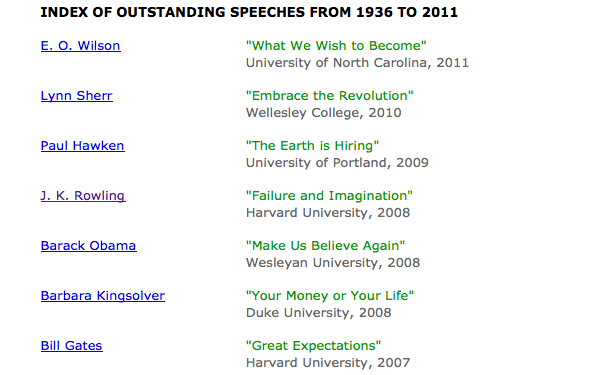 INDEX OF OUTSTANDING SPEECHES FROM 1936 TO 2011
E. O. Wilson "What We Wish to Become"
University of North Carolina, 2011
Lynn Sherr "Embrace the Revolution"
Wellesley College, 2010
Paul Hawken "The Earth is Hiring"
University of Portland, 2009
J. K. Rowling "Failure and Imagination"
Harvard University, 2008
Barack Obama "Make Us Believe Again"
Wesleyan University, 2008
Barbara Kingsolver "Your Money or Your Life"
Duke University, 2008
Bill Gates "Great Expectations"
Harvard University, 2007